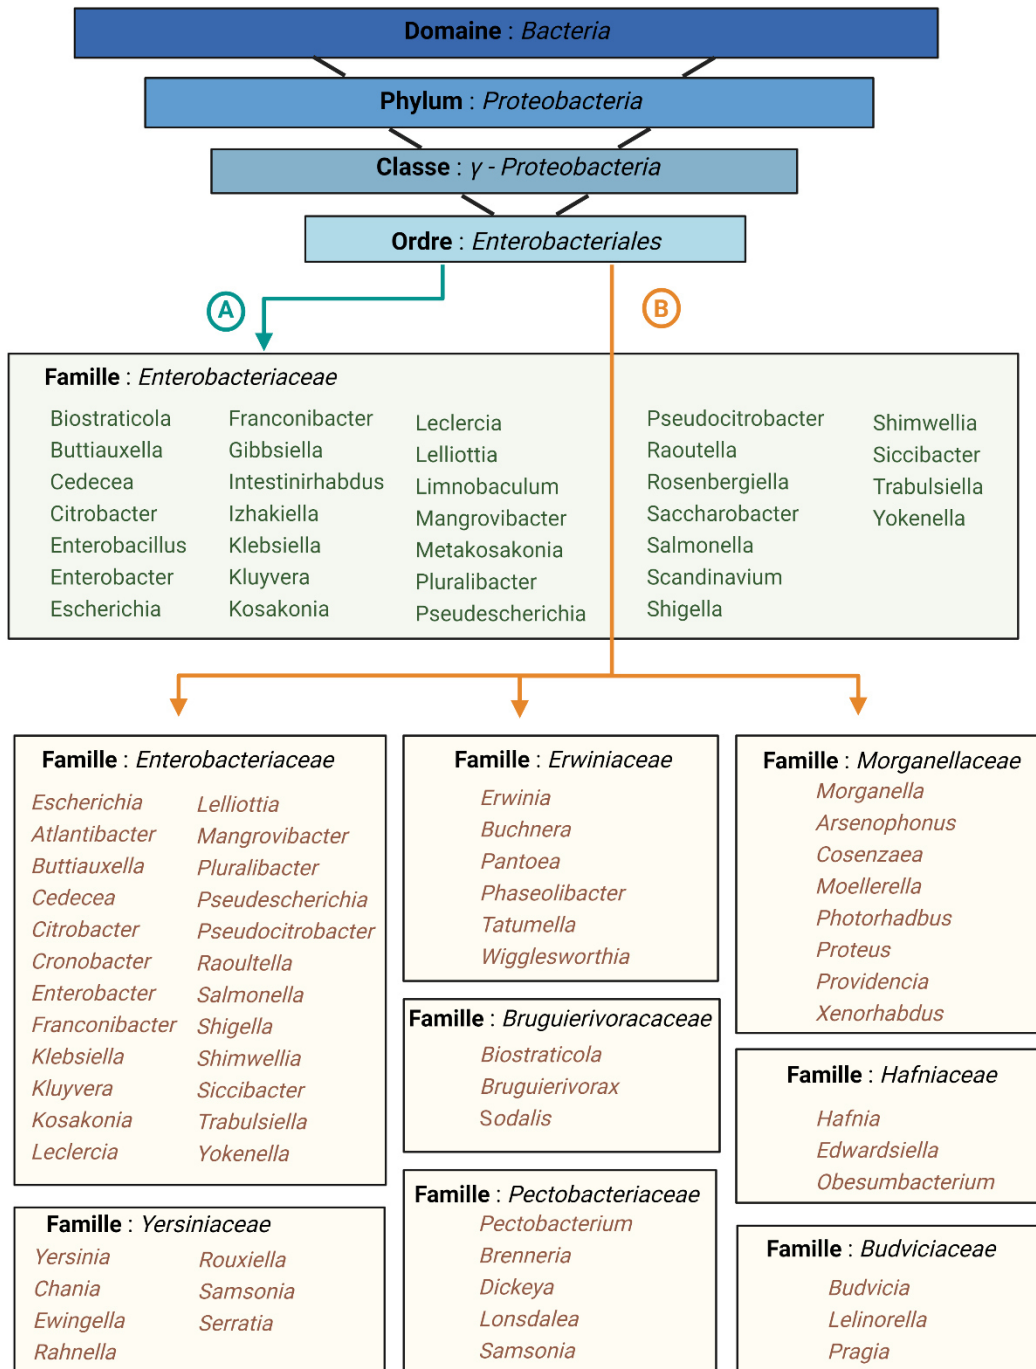 Domaine : Bacteria
Phylum : Proteobacteria
Classe : γ - Proteobacteria
Ordre : Enterobacteriales
A
B
Famille : Enterobacteriaceae
Biostraticola
Buttiauxella
Cedecea
Citrobacter
Enterobacillus
Enterobacter
Escherichia
Franconibacter
Gibbsiella
Intestinirhabdus
Izhakiella
Klebsiella
Kluyvera
Kosakonia
Leclercia
Lelliottia
Limnobaculum
Mangrovibacter
Metakosakonia
Pluralibacter
Pseudescherichia
Pseudocitrobacter
Raoutella
Rosenbergiella
Saccharobacter
Salmonella
Scandinavium
Shigella
Shimwellia
Siccibacter
Trabulsiella
Yokenella
Famille : Enterobacteriaceae
Escherichia
Atlantibacter
Buttiauxella
Cedecea
Citrobacter
Cronobacter
Enterobacter
Franconibacter
Klebsiella
Kluyvera
Kosakonia
Leclercia
Lelliottia
Mangrovibacter
Pluralibacter
Pseudescherichia
Pseudocitrobacter
Raoultella
Salmonella
Shigella
Shimwellia
Siccibacter
Trabulsiella
Yokenella
Famille : Yersiniaceae
Yersinia
Chania
Ewingella
Rahnella
Rouxiella
Samsonia
Serratia
Famille : Erwiniaceae
Erwinia
Buchnera
Pantoea
Phaseolibacter
Tatumella
Wigglesworthia
Famille : Bruguierivoracaceae
Biostraticola
Bruguierivorax
Sodalis
Famille : Pectobacteriaceae
Pectobacterium
Brenneria
Dickeya
Lonsdalea
Samsonia
Famille : Morganellaceae
Morganella
Arsenophonus
Cosenzaea
Moellerella
Photorhadbus
Proteus
Providencia
Xenorhabdus
Famille : Hafniaceae
Hafnia
Edwardsiella
Obesumbacterium
Famille : Budviciaceae
Budvicia
Lelinorella
Pragia